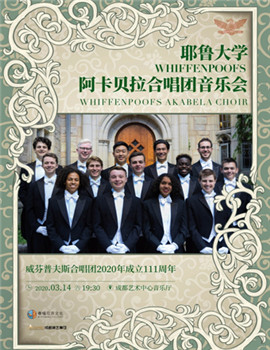 耶鲁大学
WHIFFENPOOFS
阿卡贝拉合唱团音乐会
WHIFFENPOOFS AKABELA CHOIR
威芬普夫斯合唱团2020年成立111周年
2020.03.14 19:30 成都艺术中心音乐厅